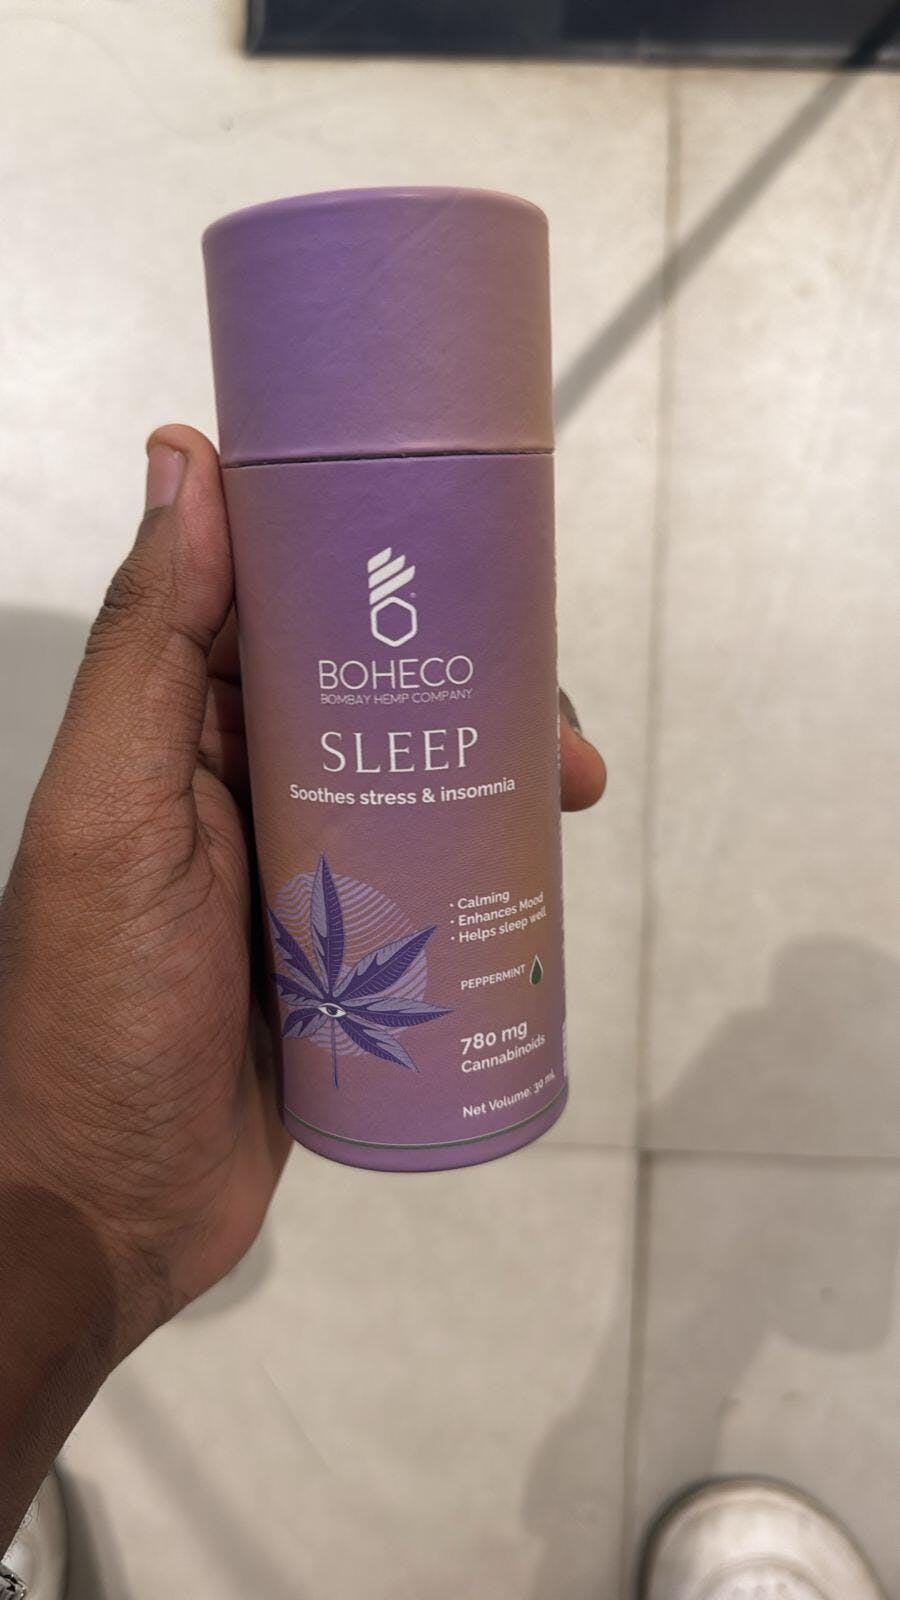 BOHECO
BOMBAY HEMP COMPANY
SLEEP
Soothes stress & insomnia
• Calming
• Enhances Mood
• Helps sleep well
PEPPERMINT
780 mg
Cannabinoids
Net Volume: 30 mL